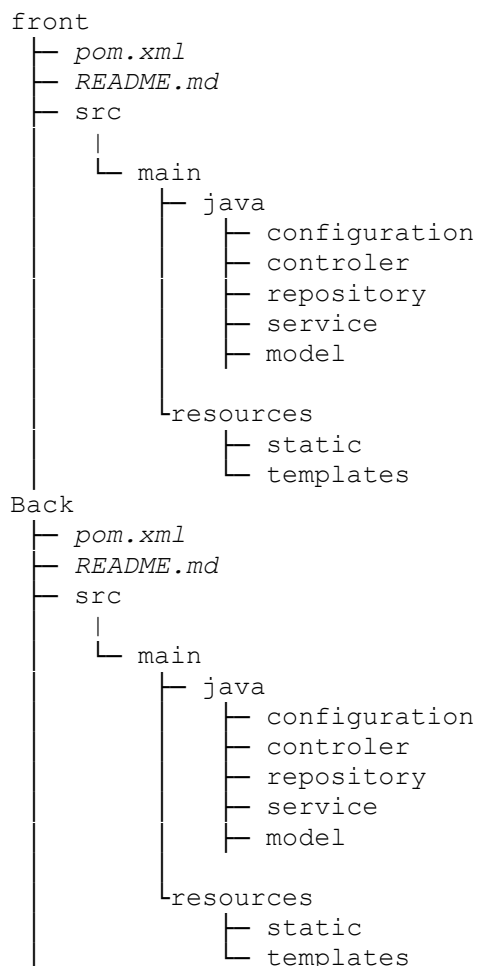 front
├─ pom.xml
├─ README.md
├─ src
│   |
│   └─ main
│       ├─ java
│       │   ├─ configuration
│       │   ├─ controler
│       │   ├─ repository
│       │   ├─ service
│       │   ├─ model
│       │
│       └resources
│           ├─ static
│           └─ templates
Back
├─ pom.xml
├─ README.md
├─ src
│   |
│   └─ main
│       ├─ java
│       │   ├─ configuration
│       │   ├─ controler
│       │   ├─ repository
│       │   ├─ service
│       │   ├─ model
│       │
│       └resources
│           ├─ static
│           └─ templates